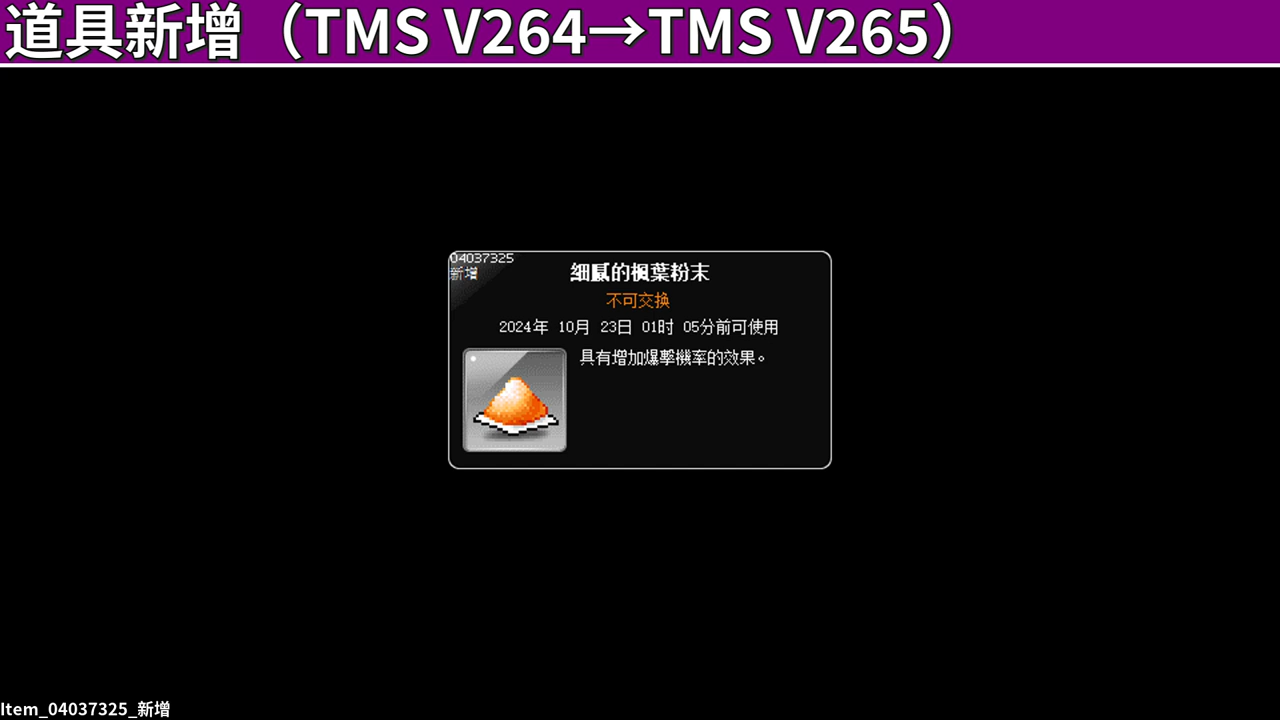 道具新增（TMS V264→TMS V265）
04037325
新增
细膩的楓葉粉末
不可交换
2024年 10月 23日 01时 05分前可使用
具有增加爆擊機率的效果。
Item_04037325_新增